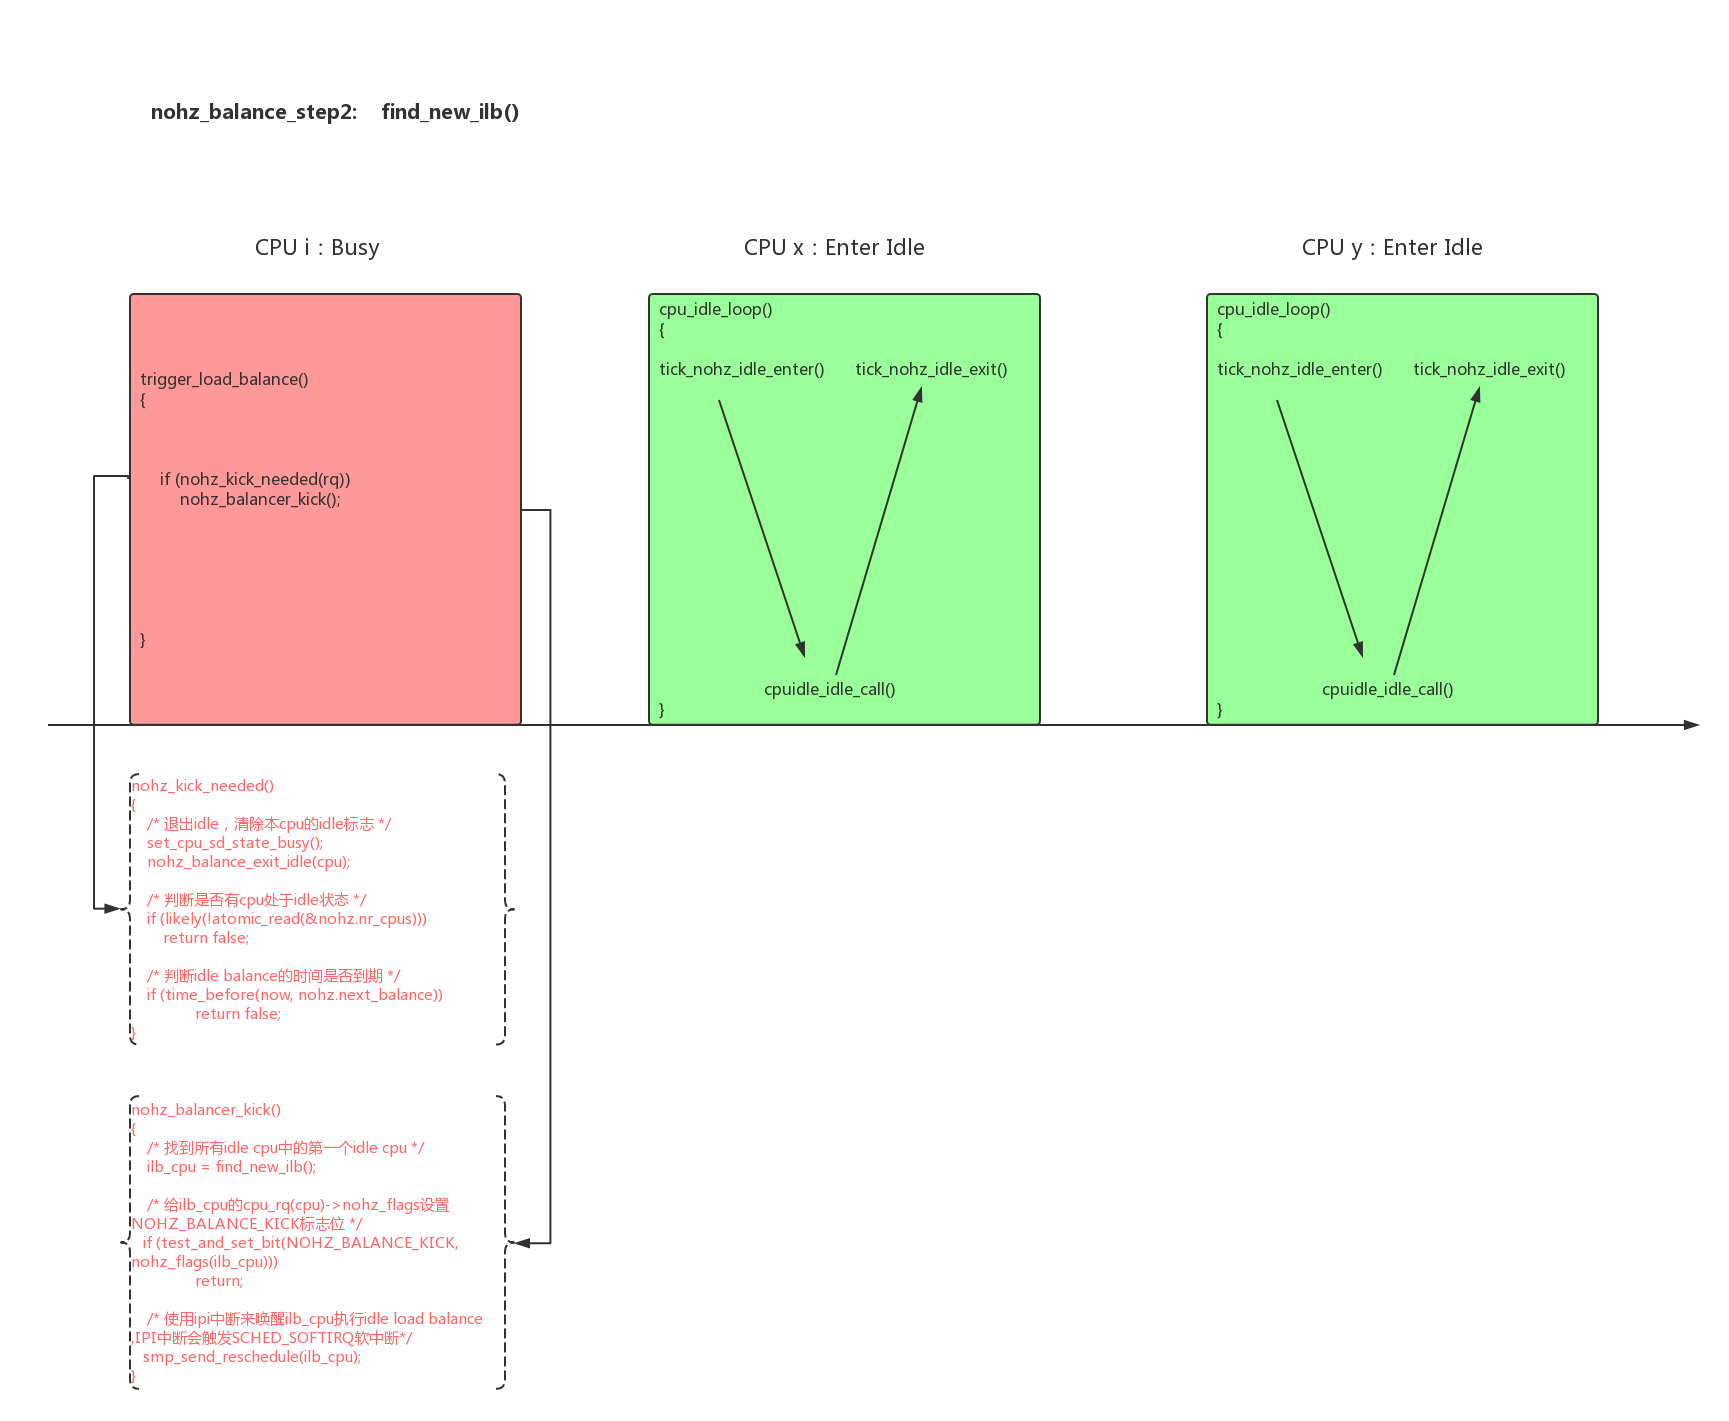 nohz_balance_step2:    find_new_ilb()
CPU i：Busy
CPU x：Enter Idle
CPU y：Enter Idle
trigger_load_balance()
{
if (nohz_kick_needed(rq))
nohz_balancer_kick();
}
cpu_idle_loop()
{
tick_nohz_idle_enter()    tick_nohz_idle_exit()
cpuidle_idle_call()
}
cpu_idle_loop()
{
tick_nohz_idle_enter()    tick_nohz_idle_exit()
cpuidle_idle_call()
}
nohz_kick_needed()
{
/* 退出idle，清除本cpu的idle标志 */
set_cpu_sd_state_busy();
nohz_balance_exit_idle(cpu);
/* 判断是否有cpu处于idle状态 */
if (likely(!atomic_read(&nohz.nr_cpus)))
return false;
/* 判断idle balance的时间是否到期 */
if (time_before(now, nohz.next_balance))
return false;
}
nohz_balancer_kick()
{
/* 找到所有idle cpu中的第一个idle cpu */
ilb_cpu = find_new_ilb();
/* 给ilb_cpu的cpu_rq(cpu)->nohz_flags设置
NOHZ_BALANCE_KICK标志位 */
if (test_and_set_bit(NOHZ_BALANCE_KICK,
nohz_flags(ilb_cpu)))
return;
/* 使用ipi中断来唤醒ilb_cpu执行idle load balance
,IPI中断会触发SCHED_SOFTIRQ软中断*/
smp_send_reschedule(ilb_cpu);
}